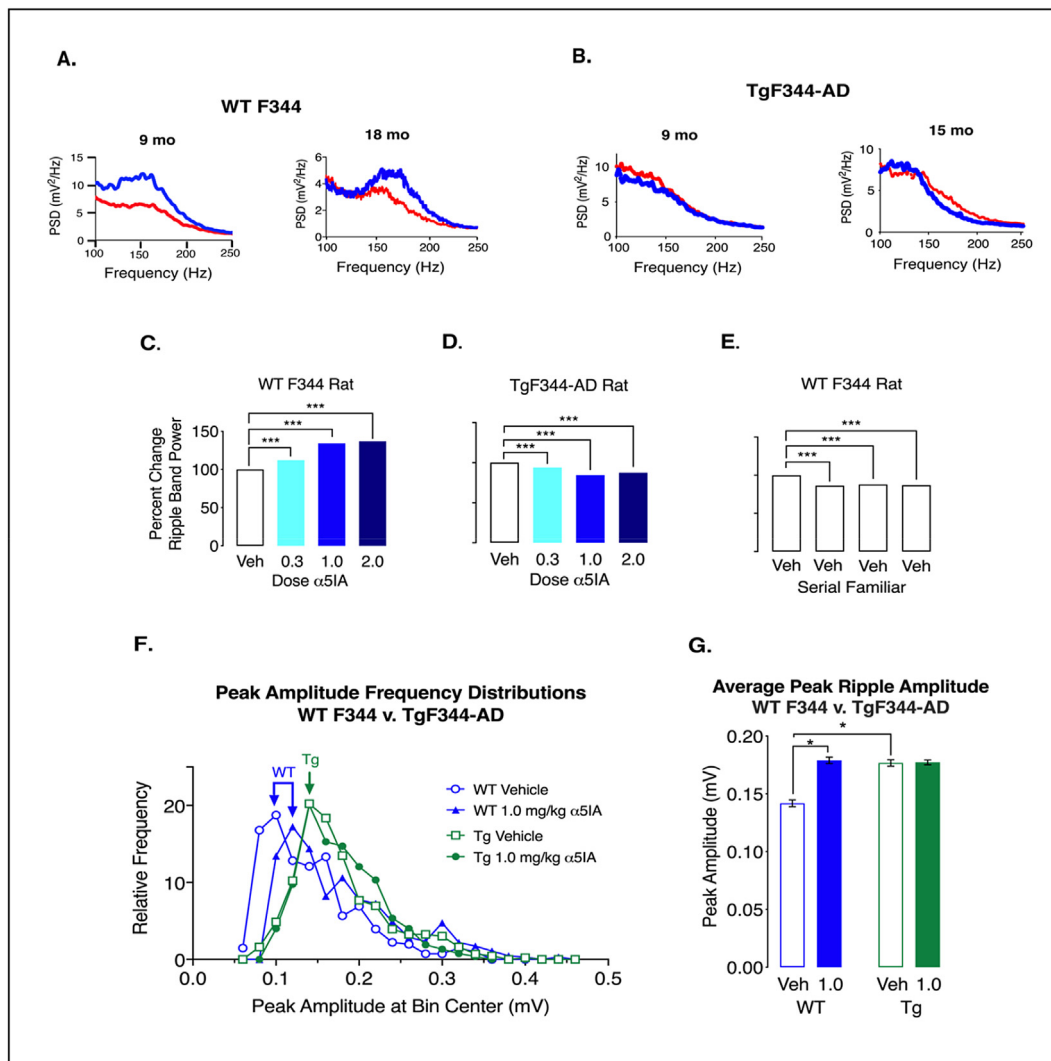 A.
WT F344
9 mo
PSD (mV²/Hz)
15
10
5
0
100 150 200 250
Frequency (Hz)
18 mo
PSD (mV²/Hz)
6
4
2
0
100 150 200 250
Frequency (Hz)
B.
TgF344-AD
9 mo
PSD (mV²/Hz)
15
10
5
0
100 150 200 250
Frequency (Hz)
15 mo
PSD (mV²/Hz)
10
5
0
100 150 200 250
Frequency (Hz)
C.
WT F344 Rat
***
***
***
Percent Change
Ripple Band Power
150
100
50
0
Veh 0.3 1.0 2.0
Dose α5IA
D.
TgF344-AD Rat
***
***
***
Veh 0.3 1.0 2.0
Dose α5IA
E.
WT F344 Rat
***
***
***
Veh Veh Veh Veh
Serial Familiar
F.
Peak Amplitude Frequency Distributions
WT F344 v. TgF344-AD
WT
Tg
WT Vehicle
WT 1.0 mg/kg α5IA
Tg Vehicle
Tg 1.0 mg/kg α5IA
Relative Frequency
20
10
0
0.0 0.1 0.2 0.3 0.4 0.5
Peak Amplitude at Bin Center (mV)
G.
Average Peak Ripple Amplitude
WT F344 v. TgF344-AD
*
*
Peak Amplitude (mV)
0.20
0.15
0.10
0.05
0.00
Veh 1.0 Veh 1.0
WT Tg